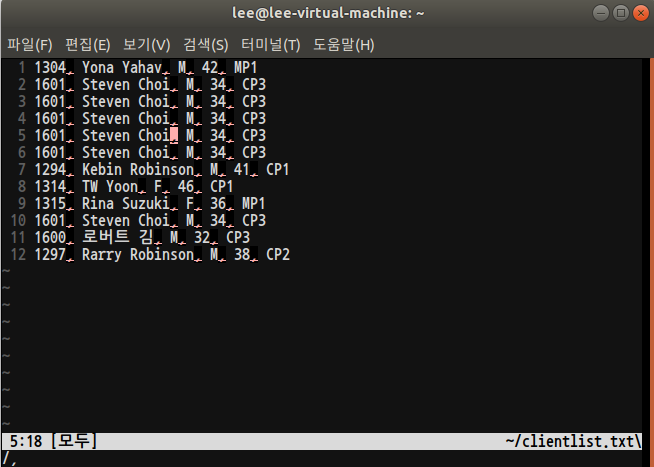 lee@lee-virtual-machine: ~
파일(F) 편집(E) 보기(V) 검색(S) 터미널(T) 도움말(H)
1 1304, Yona Yahav, M, 42, MP1
2 1601, Steven Choi, M, 34, CP3
3 1601, Steven Choi, M, 34, CP3
4 1601, Steven Choi, M, 34, CP3
5 1601, Steven Choi, M, 34, CP3
6 1601, Steven Choi, M, 34, CP3
7 1294, Kebin Robinson, M, 41, CP1
8 1314, TW Yoon, F, 46, CP1
9 1315, Rina Suzuki, F, 36, MP1
10 1601, Steven Choi, M, 34, CP3
11 1600, 로버트 김, M, 32, CP3
12 1297, Rarry Robinson, M, 38, CP2
~
~
~
~
~
~
~
~
~
~
5:18 [모두] ~/clientlist.txt\
/,